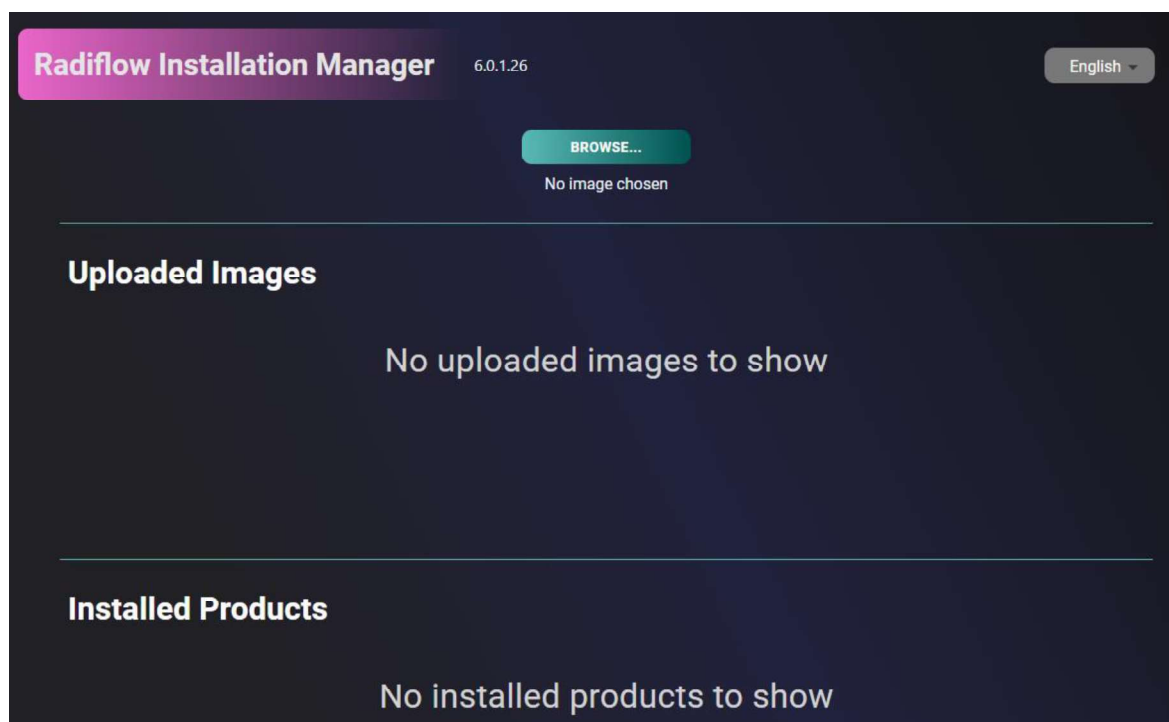 Radiflow Installation Manager 6.0.1.26 English
BROWSE...
No image chosen
Uploaded Images
No uploaded images to show
Installed Products
No installed products to show